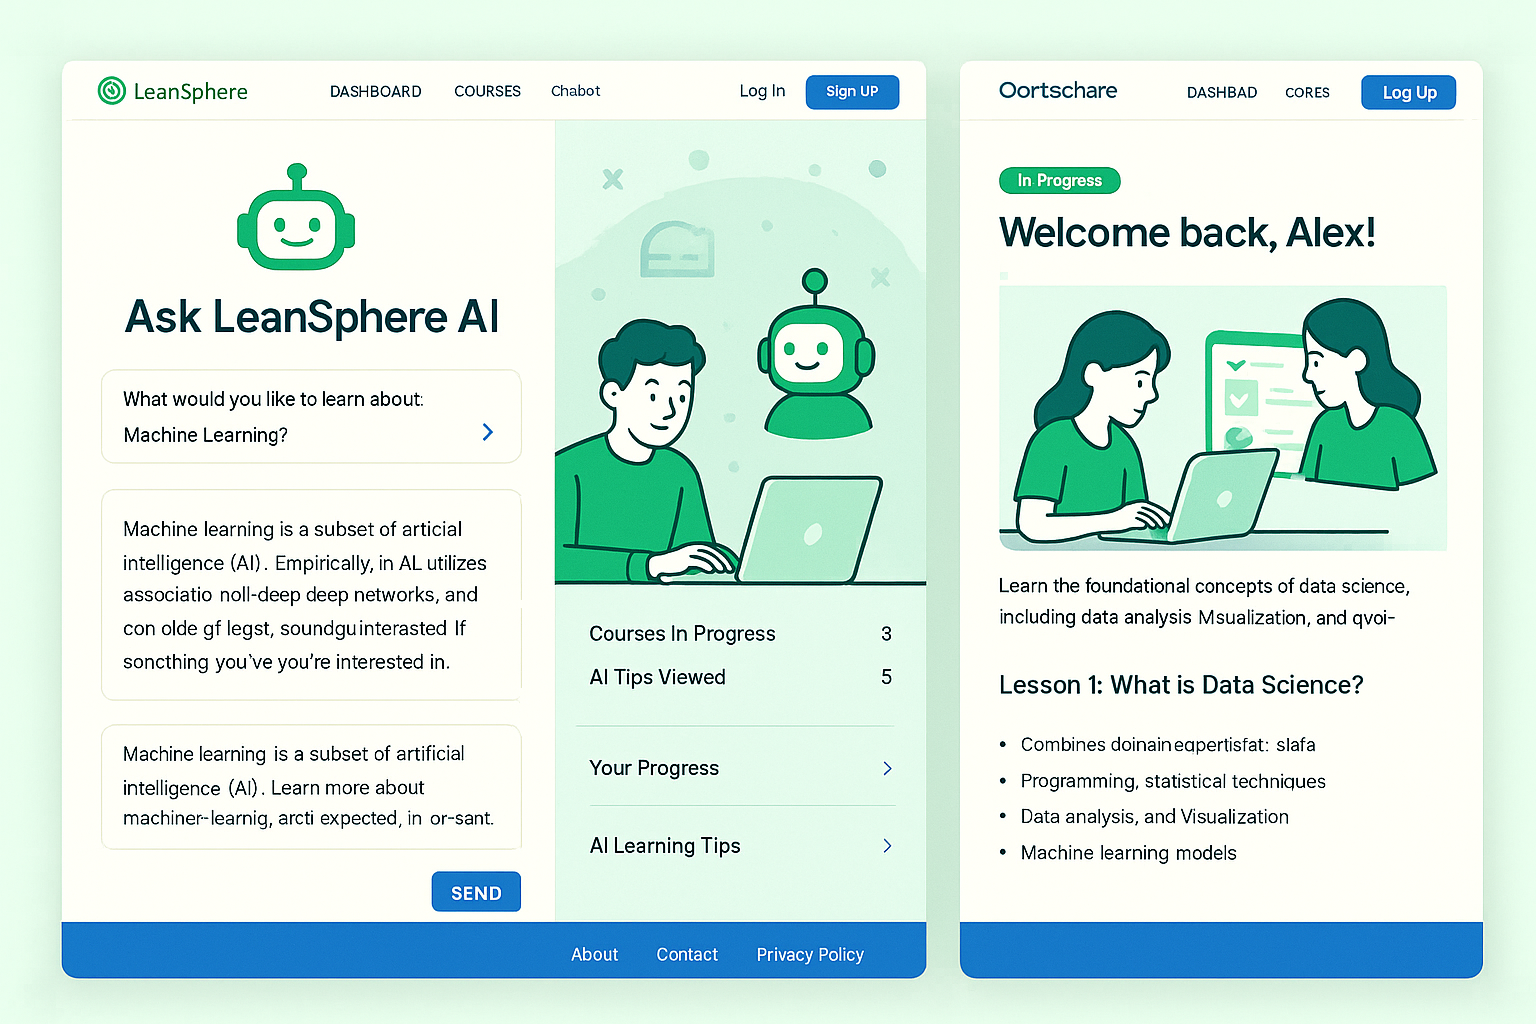 LeanSphere
DASHBOARD COURSES Chabot
Log In Sign UP
Ask LeanSphere AI
What would you like to learn about:
Machine Learning?
Machine learning is a subset of articial
intelligence (AI). Empirically, in AL utilizes
associatio noll-deep deep networks, and
con olde gf legst, soundguinterasted If
soncthing you've you're interested in.
Machine learning is a subset of artificial
intelligence (AI). Learn more about
machiner-learnig, arcti expected, in or-sant.
SEND
Courses In Progress 3
AI Tips Viewed 5
Your Progress
AI Learning Tips
About Contact Privacy Policy
Oortschare
DASHBAD CORES
Log Up
In Progress
Welcome back, Alex!
Learn the foundational concepts of data science,
including data analysis Msualization, and qvoi-
Lesson 1: What is Data Science?
• Combines doinaineqpertisfat: slafa
• Programming, statistical techniques
• Data analysis, and Visualization
• Machine learning models